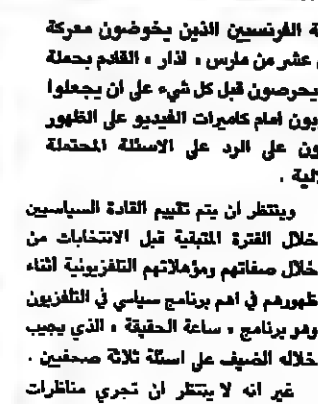 ة الفرنسيين الذين يخوضون معركة
عشر من مارس « اذار » القادم بحملة
يحرصون قبل كل شيء على ان يجعلوا
بون امام كاميرات الفيديو على الظهور
ون على الرد على الاسئلة المحتملة
لية .
وينتظر ان يتم تقييم القادة السياسيين
خلال الفترة المتبقية قبل الانتخابات من
خلال صفاتهم ومؤهلاتهم التلفزيونية اثناء
ظهورهم في اهم برنامج سياسي في التلفزيون
وهو برنامج « ساعة الحقيقة » الذي يجيب
خلاله الضيف على اسئلة ثلاثة صحفيين .
غير انه لا ينتظر ان تجري مناظرات